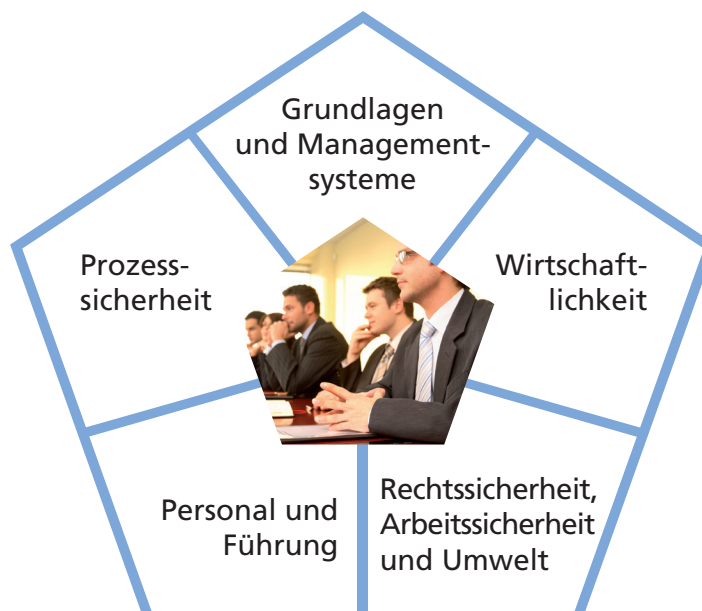 Grundlagen
und Management-
systeme
Prozess-
sicherheit
Wirtschaft-
lichkeit
Personal und
Führung
Rechtssicherheit,
Arbeitssicherheit
und Umwelt